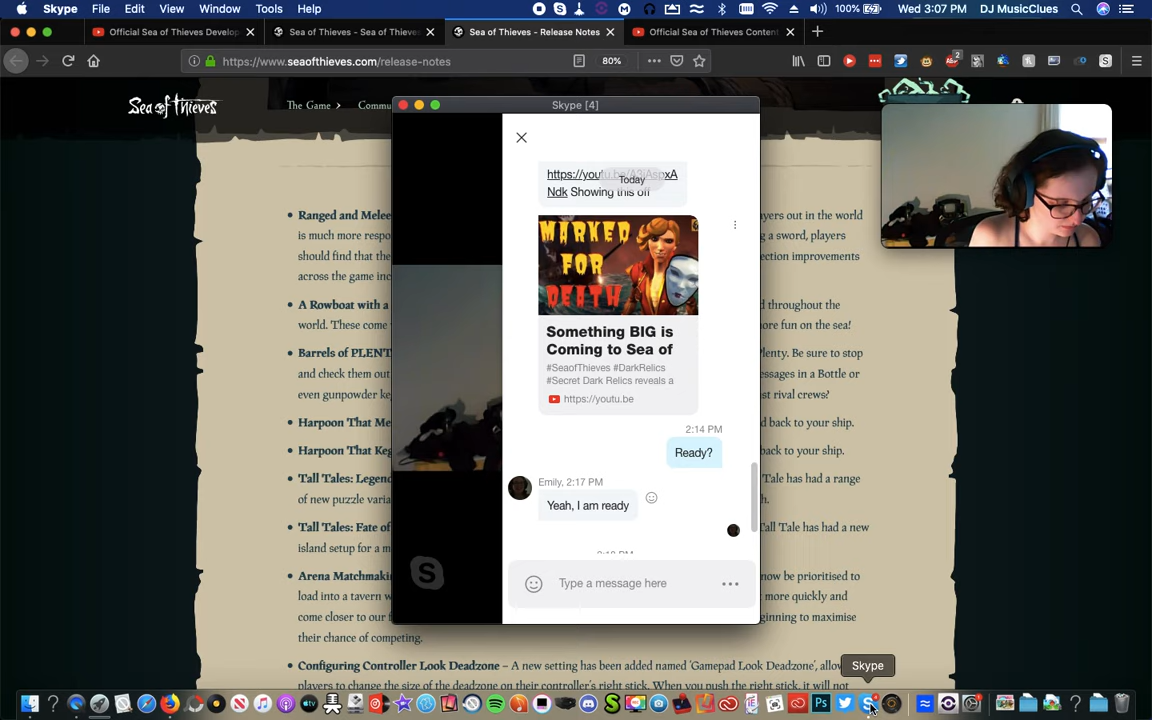 Skype File Edit View Window Tools Help 100% Wed 3:07 PM DJ MusicClues
Official Sea of Thieves Develop
Sea of Thieves - Sea of Thieve
Sea of Thieves - Release Notes
Official Sea of Thieves Content
https://www.seaofthieves.com/release-notes
80%
2
Sea of Thieves
The Game
Commu
Skype [4]
https://youtu.be/A3iAspxA
Today
Ndk Showing this off
MARKED
FOR
DEATH
Something BIG is
Coming to Sea of
#SeaofThieves #DarkRelics
#Secret Dark Relics reveals a
https://youtu.be
2:14 PM
Ready?
Emily, 2:17 PM
Yeah, I am ready
Type a message here
Ranged and Melee
ayers out in the world
is much more respo
g a sword, players
should find that the
ection improvements
across the game inc
A Rowboat with a
d throughout the
world. These come
ore fun on the sea!
Barrels of PLENT
Plenty. Be sure to stop
and check them out
essages in a Bottle or
even gunpowder ke
st rival crews?
Harpoon That Me
d back to your ship.
Harpoon That Keg
back to your ship.
Tall Tales: Legend
Tale has had a range
of new puzzle varia
h.
Tall Tales: Fate of
Tall Tale has had a new
island setup for a m
Arena Matchmakin
now be prioritised to
load into a tavern w
more quickly and
come closer to our f
ginning to maximise
their chance of competing.
Configuring Controller Look Deadzone – A new setting has been added named 'Gamepad Look Deadzone', allow
players to change the size of the deadzone on their controller's right stick. When you push the right stick, it will not
Skype